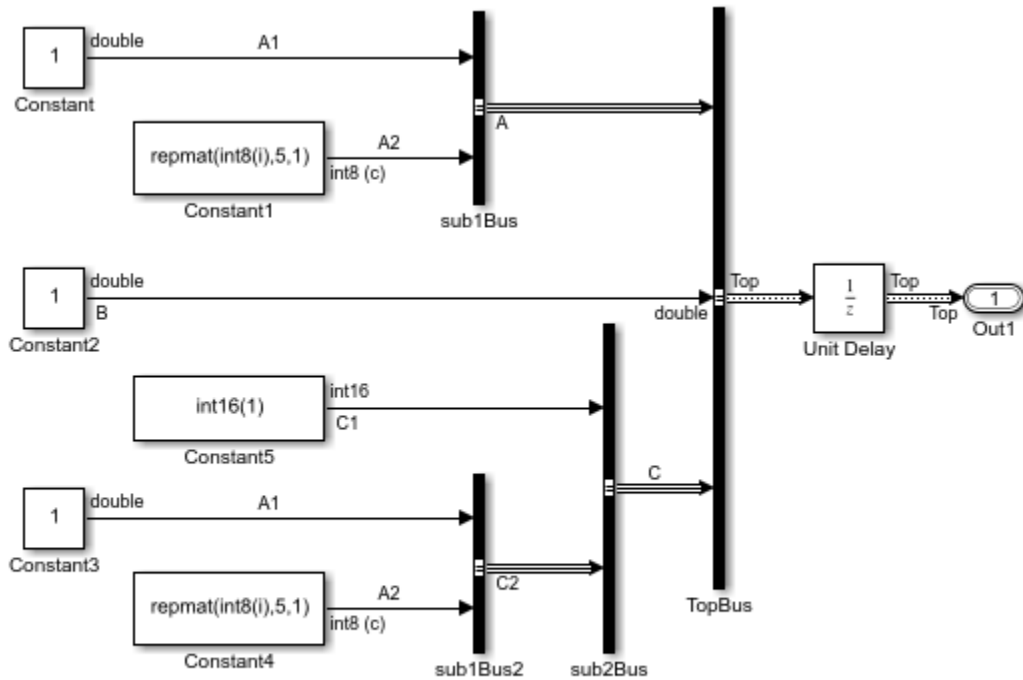 double
A1
1
Constant
A
A2
repmat(int8(i),5,1)
int8 (c)
Constant1
sub1Bus
double
1
B
Constant2
double
Top
1
z
Unit Delay
Top
Top
1
Out1
int16
int16(1)
C1
Constant5
C
double
A1
1
Constant3
C2
A2
repmat(int8(i),5,1)
int8 (c)
Constant4
sub1Bus2
sub2Bus
TopBus